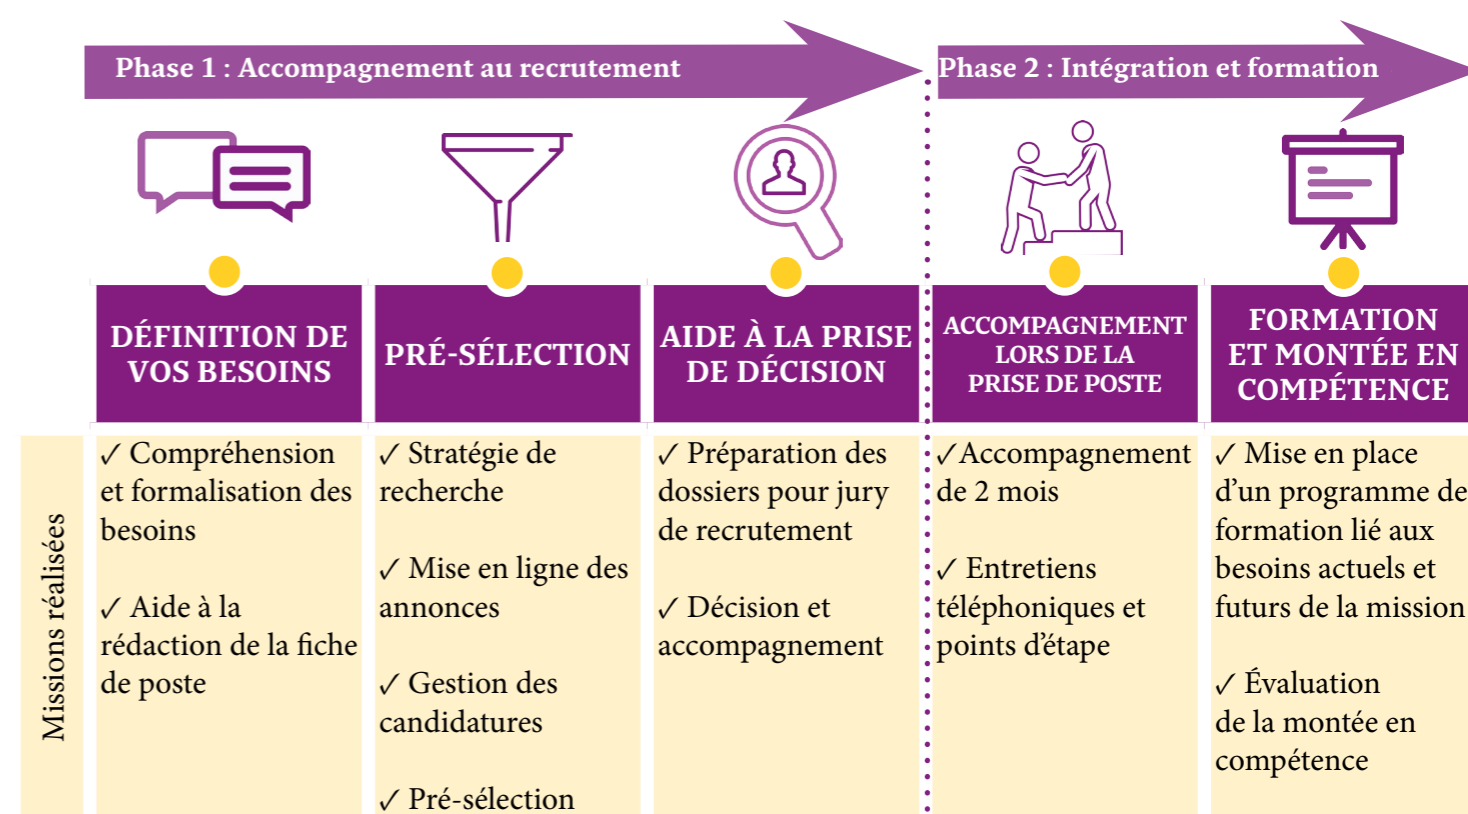 Phase 1 : Accompagnement au recrutement
Phase 2 : Intégration et formation
DÉFINITION DE
VOS BESOINS
PRÉ-SÉLECTION
AIDE À LA PRISE
DE DÉCISION
ACCOMPAGNEMENT
LORS DE LA
PRISE DE POSTE
FORMATION
ET MONTÉE EN
COMPÉTENCE
Missions réalisées
✓ Compréhension
et formalisation des
besoins
✓ Aide à la
rédaction de la fiche
de poste
✓ Stratégie de
recherche
✓ Mise en ligne des
annonces
✓ Gestion des
candidatures
✓ Pré-sélection
✓ Préparation des
dossiers pour jury
de recrutement
✓ Décision et
accompagnement
✓Accompagnement
de 2 mois
✓ Entretiens
téléphoniques et
points d’étape
✓ Mise en place
d’un programme de
formation lié aux
besoins actuels et
futurs de la mission
✓ Évaluation
de la montée en
compétence